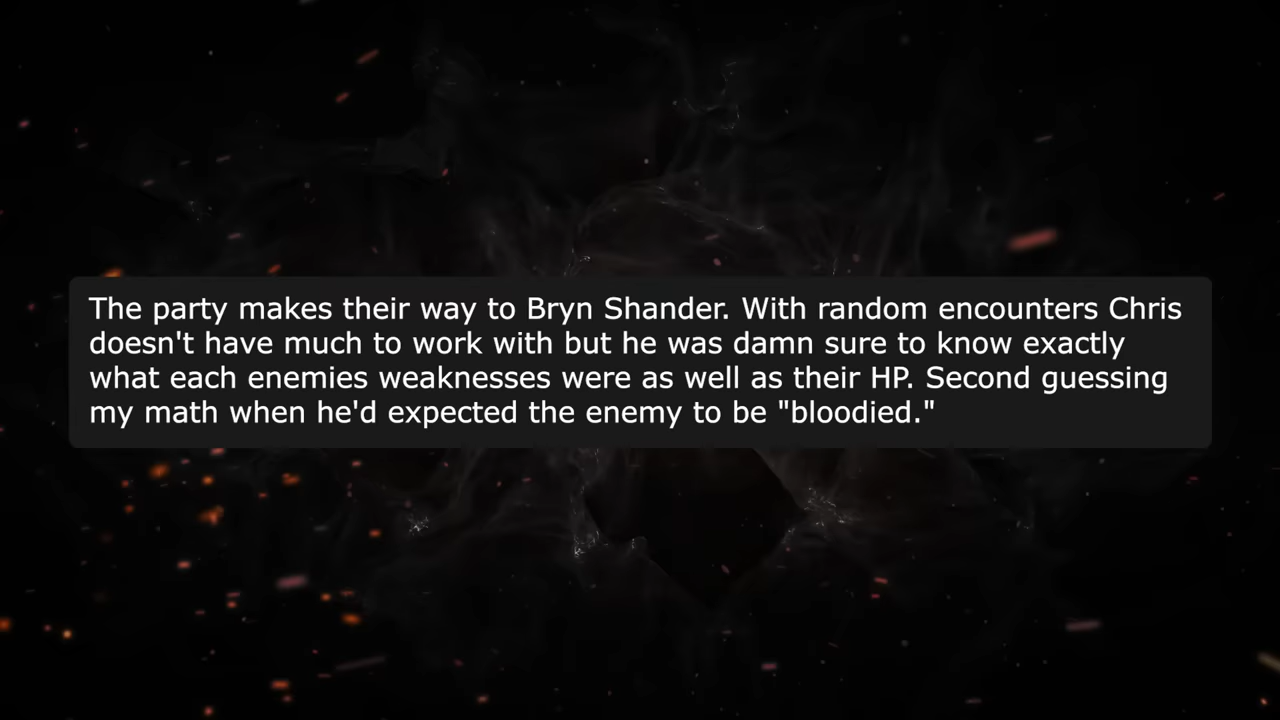 The party makes their way to Bryn Shander. With random encounters Chris
doesn't have much to work with but he was damn sure to know exactly
what each enemies weaknesses were as well as their HP. Second guessing
my math when he'd expected the enemy to be "bloodied."